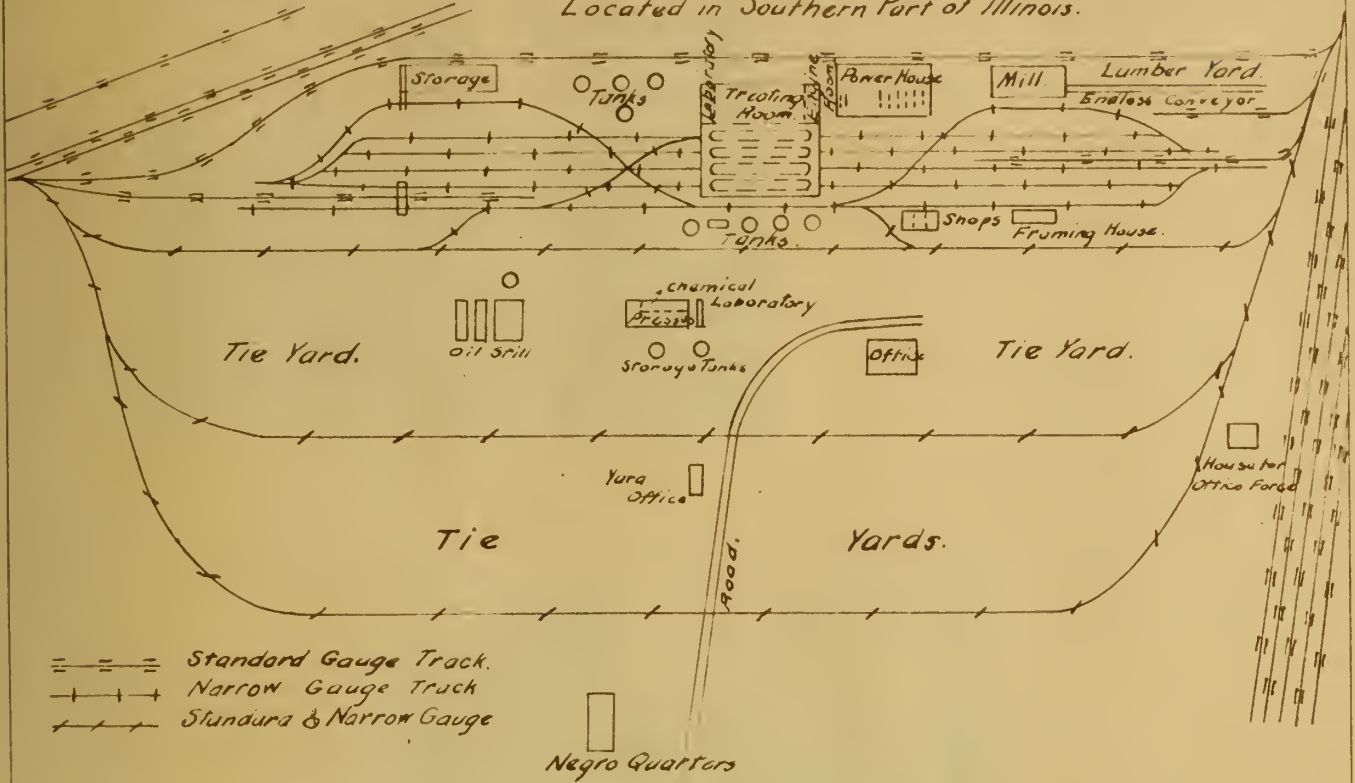 Located in Southern Part of Illinois.
Storage
Tanks
Laboratory
Treating
Room
Engine
Room
Power House
Mill
Lumber Yard.
Endless Conveyor
Tanks.
Shops
Framing House.
Chemical
Laboratory
Process
Tie Yard.
Oil Still
Storage Tanks
Office
Tie Yard.
Yard
Office
House for
Office Force
Tie Yards.
Road.
Standard Gauge Track.
Narrow Gauge Track
Standard & Narrow Gauge
Negro Quarters